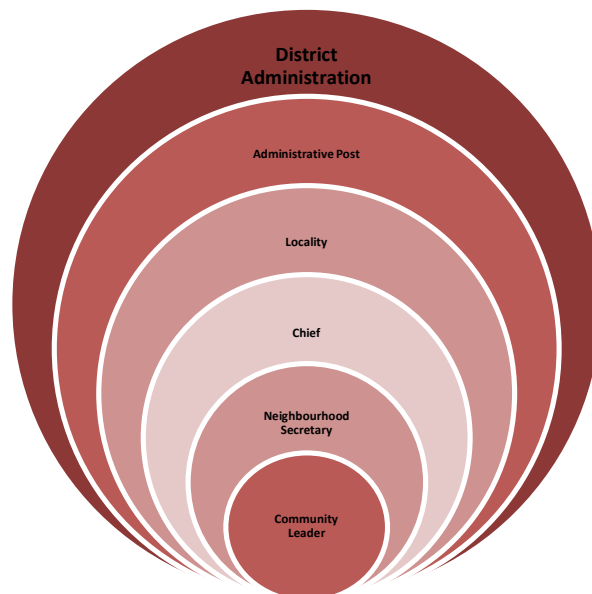 District
Administration
Administrative Post
Locality
Chief
Neighbourhood
Secretary
Community
Leader